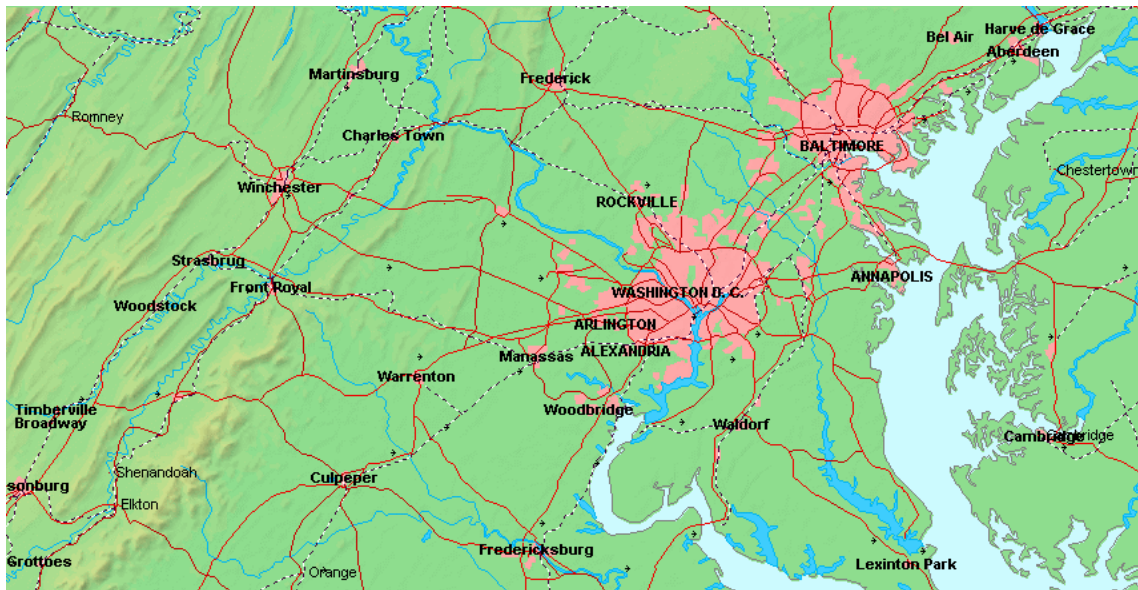 Harve de Grace
Bel Air
Aberdeen
Martinsburg
Frederick
Romney
Charles Town
BALTIMORE
Chestertown
Winchester
ROCKVILLE
Strasbrug
ANNAPOLIS
Front Royal
WASHINGTON D. C.
Woodstock
ARLINGTON
Manassas
ALEXANDRIA
Warrenton
Timberville
Broadway
Woodbridge
Waldorf
Cambridge
Shenandoah
Culpeper
sonburg
Elkton
Fredericksburg
Grottoes
Orange
Lexinton Park